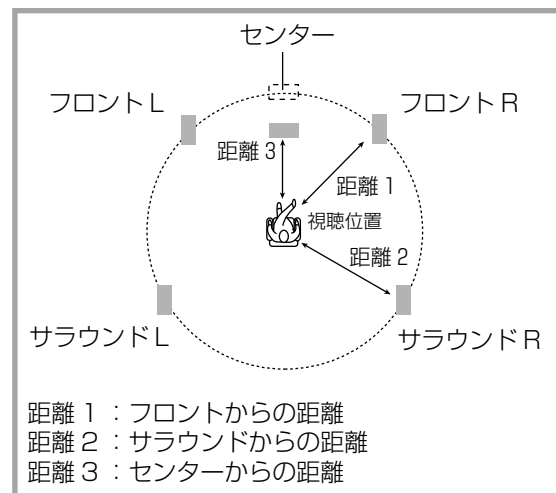 センター
フロントL
フロントR
距離3
距離1
視聴位置
距離2
サラウンドL
サラウンドR
距離1：フロントからの距離
距離2：サラウンドからの距離
距離3：センターからの距離